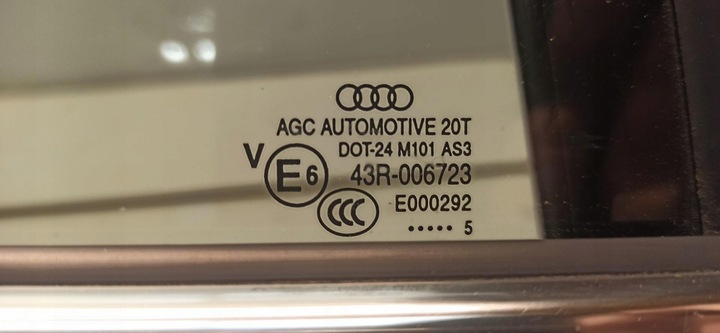 AGC AUTOMOTIVE 20T
DOT-24 M101 AS3
V
E6 43R-006723
CCC E000292
••••• 5